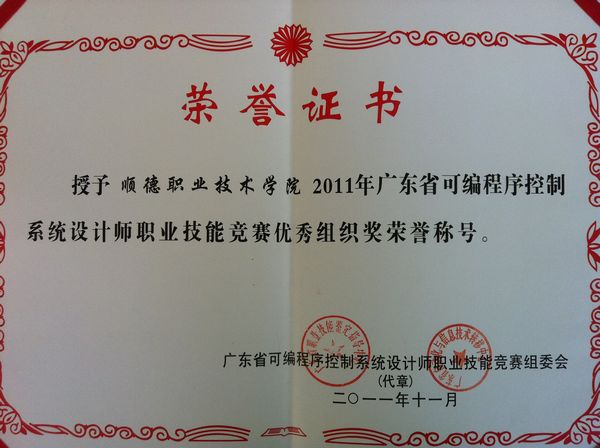 荣誉证书
授予 顺德职业技术学院 2011年广东省可编程序控制
系统设计师职业技能竞赛优秀组织奖荣誉称号。
广东省可编程序控制系统设计师职业技能竞赛组委会
(代章)
二〇一一年十一月